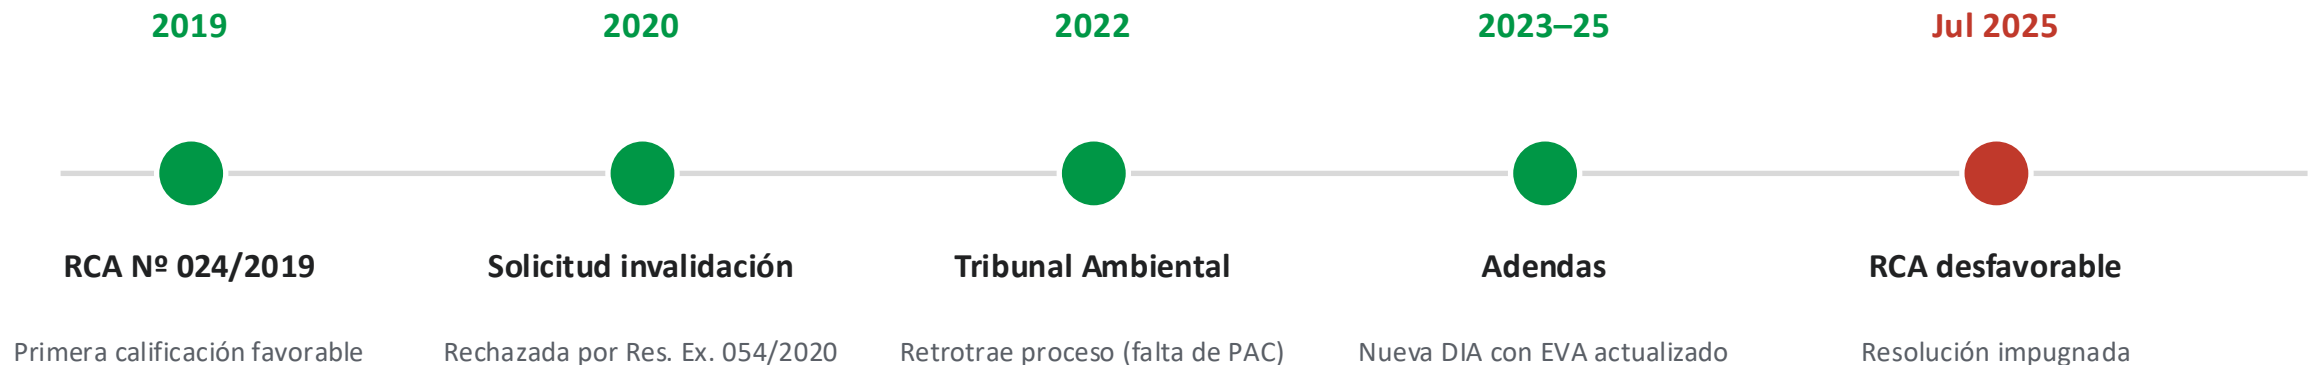 2019
2020
2022
2023–25
Jul 2025
RCA Nº 024/2019
Solicitud invalidación
Tribunal Ambiental
Adendas
RCA desfavorable
Primera calificación favorable
Rechazada por Res. Ex. 054/2020
Retrotrae proceso (falta de PAC)
Nueva DIA con EVA actualizado
Resolución impugnada